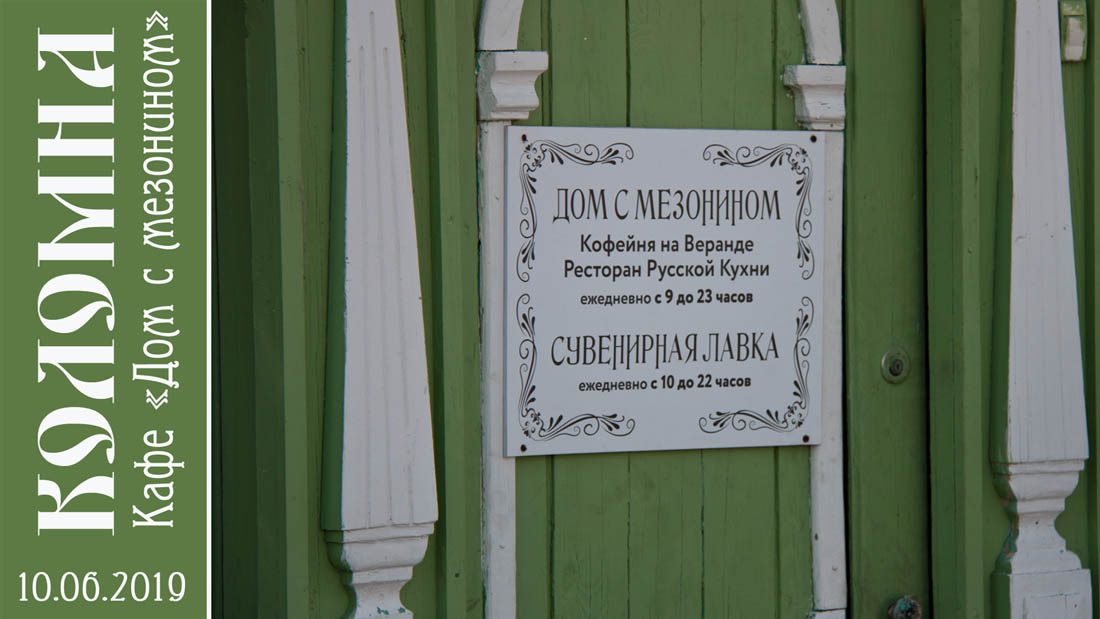 КОЛОМНА
Кафе «Дом с мезонином»
10.06.2019
ДОМ С МЕЗОНИНОМ
Кофейня на Веранде
Ресторан Русской Кухни
ежедневно с 9 до 23 часов
СУВЕНИРНАЯ ЛАВКА
ежедневно с 10 до 22 часов